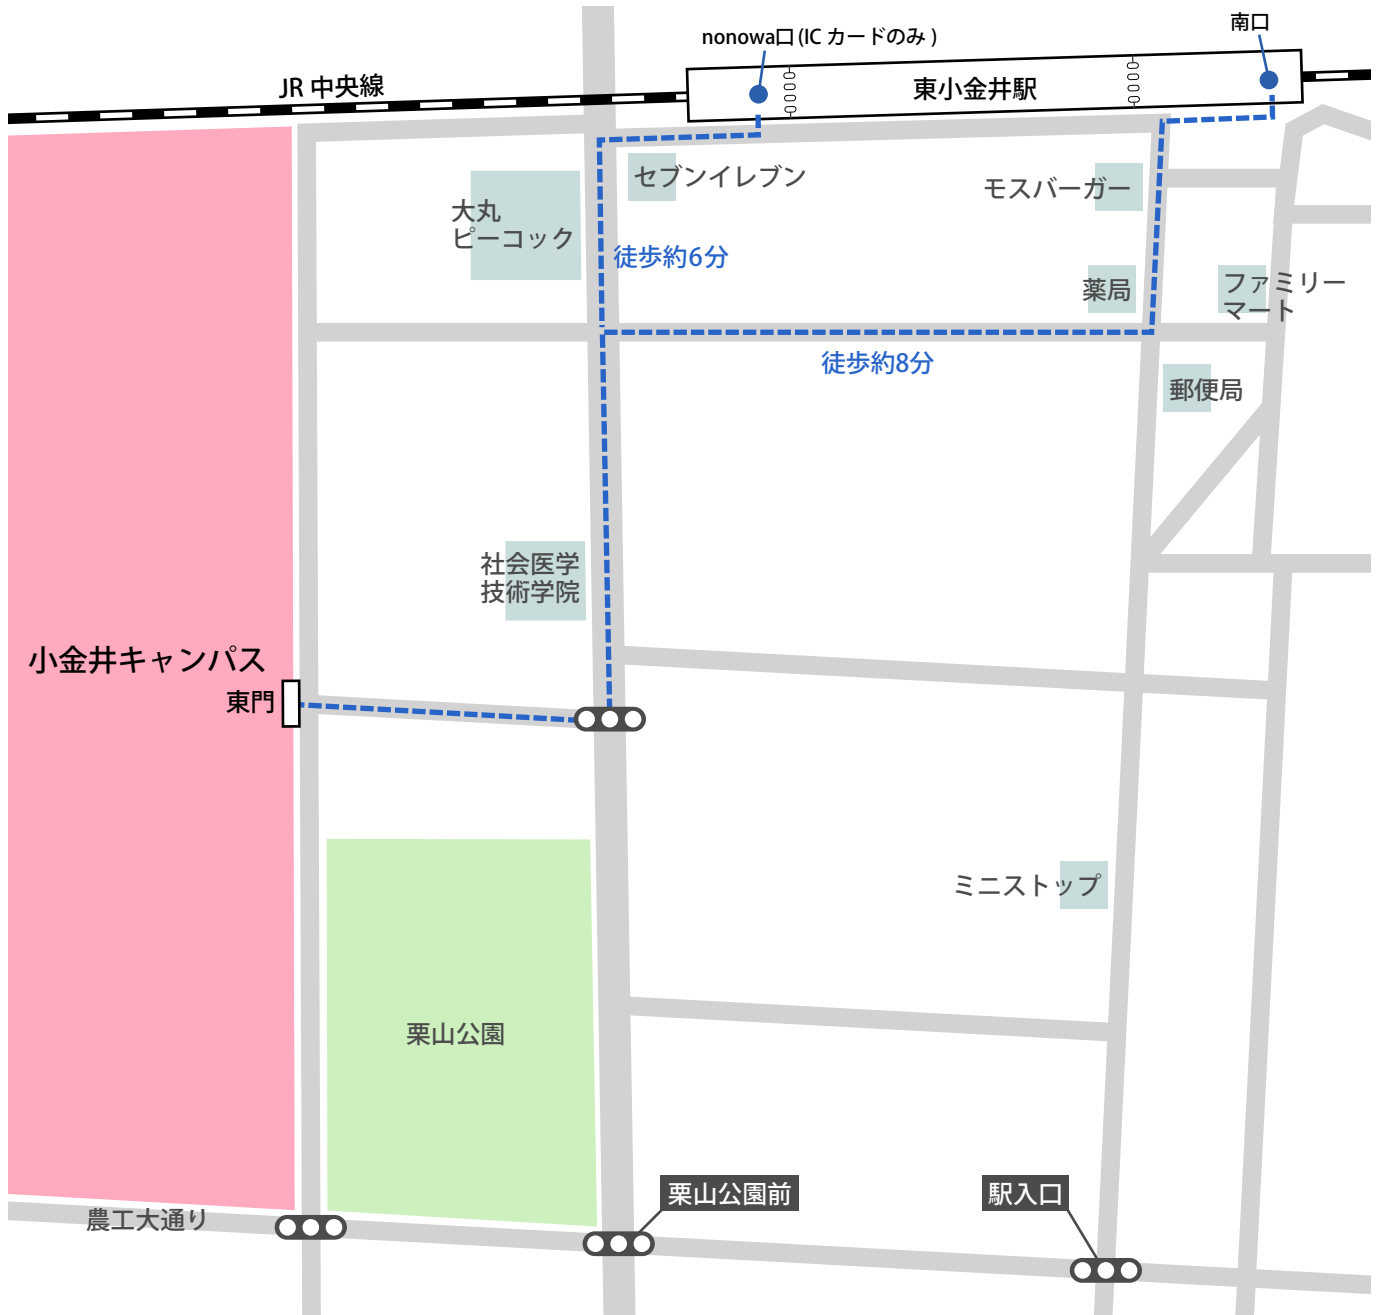 南口
nonowa口(IC カードのみ )
JR 中央線
東小金井駅
セブンイレブン
モスバーガー
大丸
ピーコック
徒歩約6分
薬局
ファミリー
マート
徒歩約8分
郵便局
社会医学
技術学院
小金井キャンパス
東門
ミニストップ
栗山公園
栗山公園前
駅入口
農工大通り